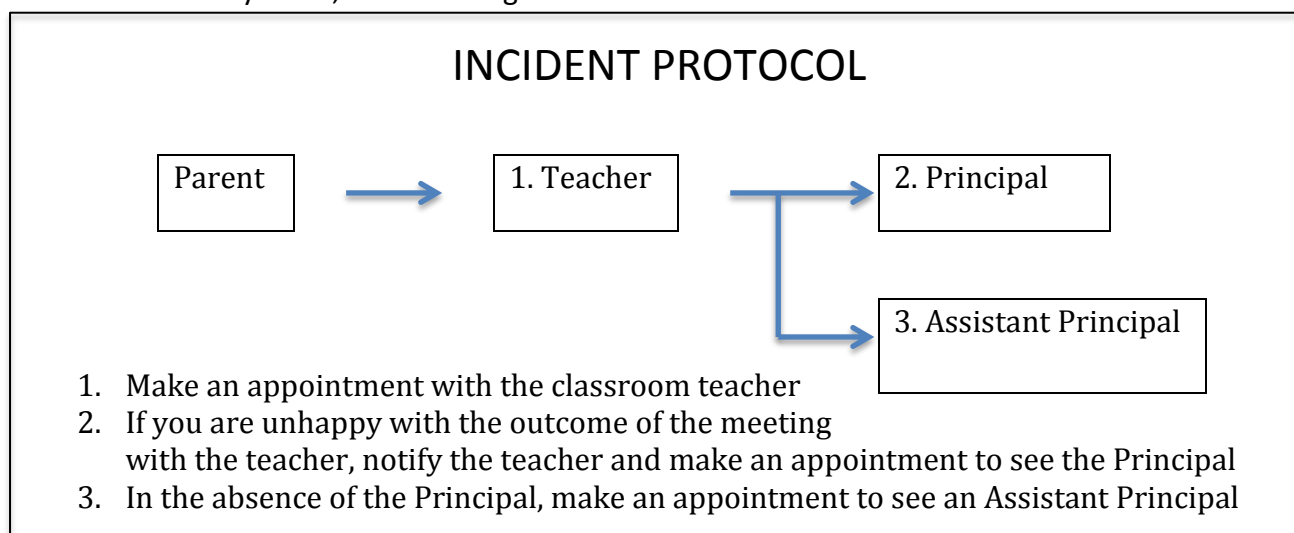 INCIDENT PROTOCOL
Parent
1. Teacher
2. Principal
3. Assistant Principal
1. Make an appointment with the classroom teacher
2. If you are unhappy with the outcome of the meeting
with the teacher, notify the teacher and make an appointment to see the Principal
3. In the absence of the Principal, make an appointment to see an Assistant Principal